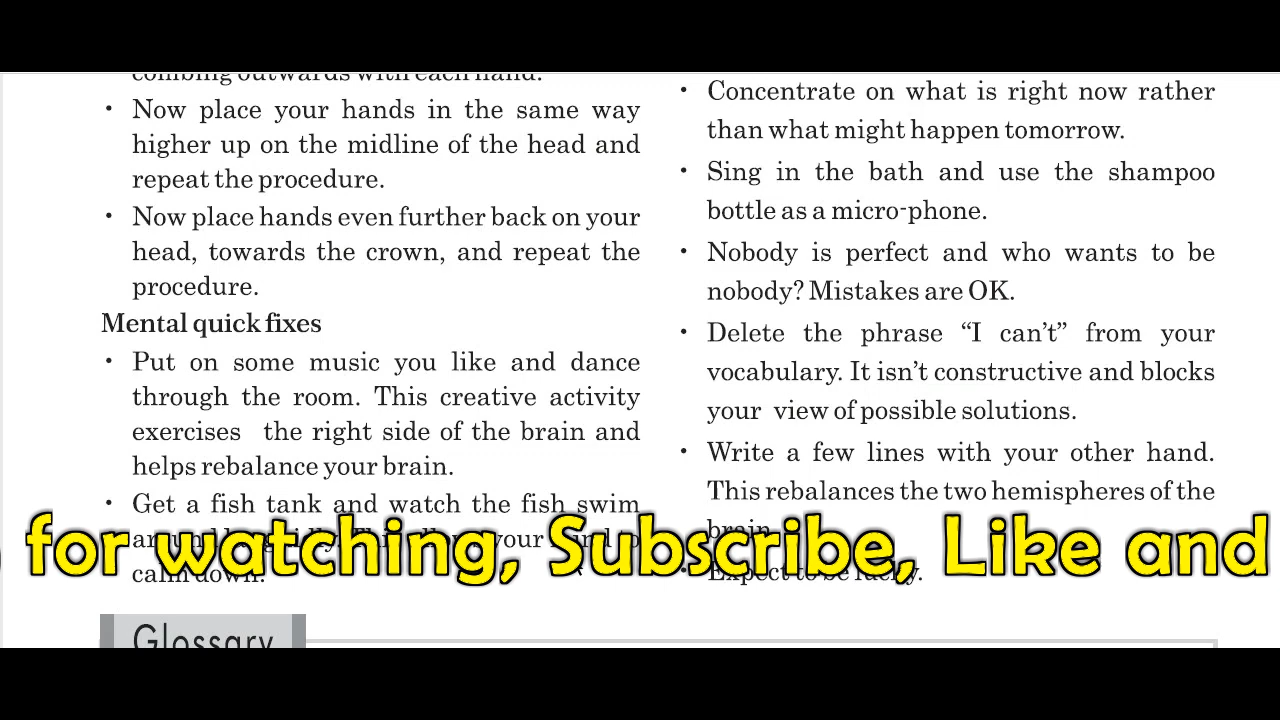 combing outwards with each hand.
• Now place your hands in the same way
higher up on the midline of the head and
repeat the procedure.
• Now place hands even further back on your
head, towards the crown, and repeat the
procedure.
Mental quick fixes
• Put on some music you like and dance
through the room. This creative activity
exercises the right side of the brain and
helps rebalance your brain.
• Get a fish tank and watch the fish swim
calm down.
• Concentrate on what is right now rather
than what might happen tomorrow.
• Sing in the bath and use the shampoo
bottle as a micro-phone.
• Nobody is perfect and who wants to be
nobody? Mistakes are OK.
• Delete the phrase “I can’t” from your
vocabulary. It isn’t constructive and blocks
your view of possible solutions.
• Write a few lines with your other hand.
This rebalances the two hemispheres of the
brain.
• Expect to be lucky.
for watching, Subscribe, Like and
Glossary